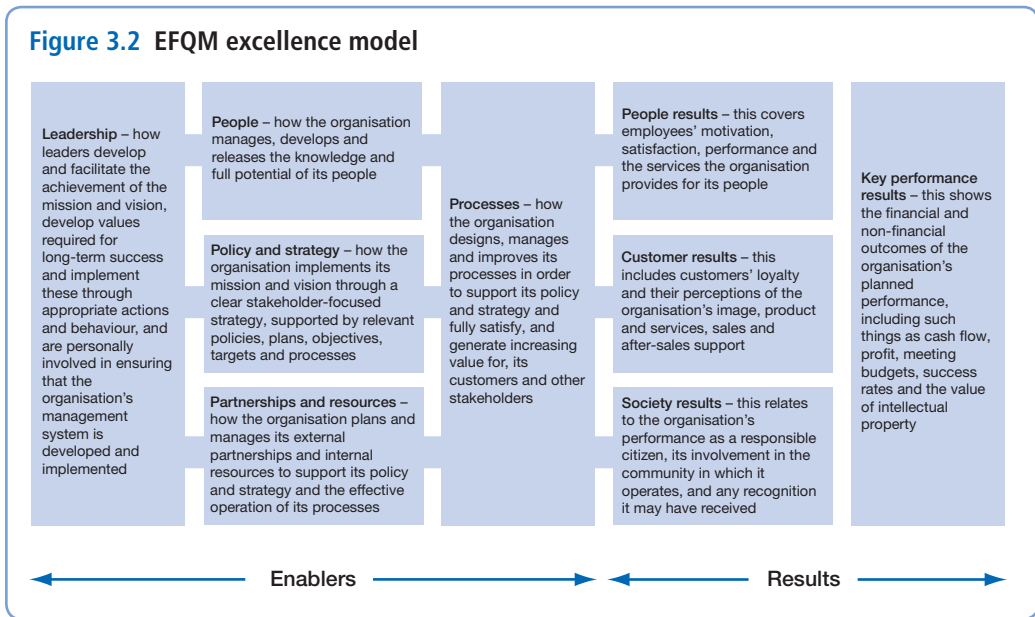 Figure 3.2 EFQM excellence model
Leadership – how
leaders develop
and facilitate the
achievement of the
mission and vision,
develop values
required for
long-term success
and implement
these through
appropriate actions
and behaviour, and
are personally
involved in ensuring
that the
organisation’s
management
system is
developed and
implemented
People – how the organisation
manages, develops and
releases the knowledge and
full potential of its people
Policy and strategy – how the
organisation implements its
mission and vision through a
clear stakeholder-focused
strategy, supported by relevant
policies, plans, objectives,
targets and processes
Partnerships and resources –
how the organisation plans and
manages its external
partnerships and internal
resources to support its policy
and strategy and the effective
operation of its processes
Processes – how
the organisation
designs, manages
and improves its
processes in order
to support its policy
and strategy and
fully satisfy, and
generate increasing
value for, its
customers and other
stakeholders
People results – this covers
employees’ motivation,
satisfaction, performance and
the services the organisation
provides for its people
Customer results – this
includes customers’ loyalty
and their perceptions of the
organisation’s image, product
and services, sales and
after-sales support
Society results – this relates
to the organisation’s
performance as a responsible
citizen, its involvement in the
community in which it
operates, and any recognition
it may have received
Key performance
results – this shows
the financial and
non-financial
outcomes of the
organisation’s
planned
performance,
including such
things as cash flow,
profit, meeting
budgets, success
rates and the value
of intellectual
property
Enablers
Results